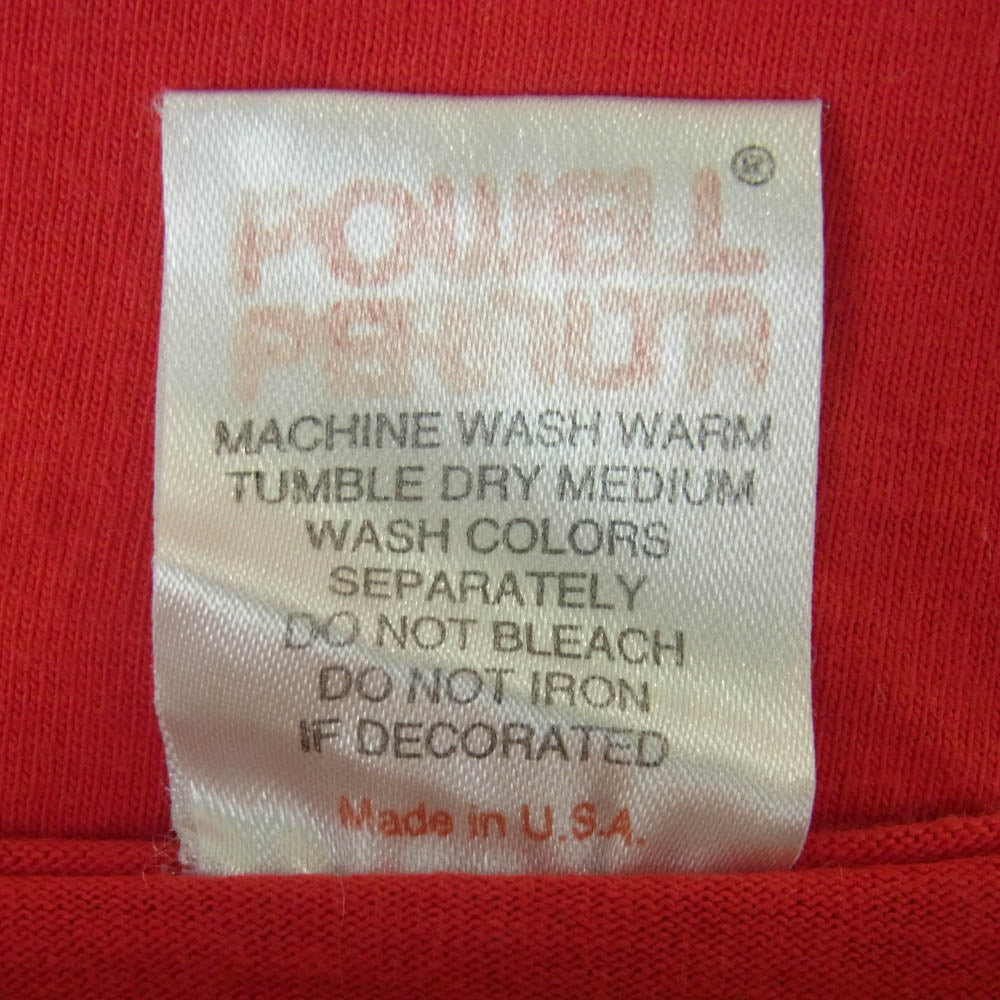 POWELL ®
PERALTA
MACHINE WASH WARM
TUMBLE DRY MEDIUM
WASH COLORS
SEPARATELY
DO NOT BLEACH
DO NOT IRON
IF DECORATED
Made in U.S.A.